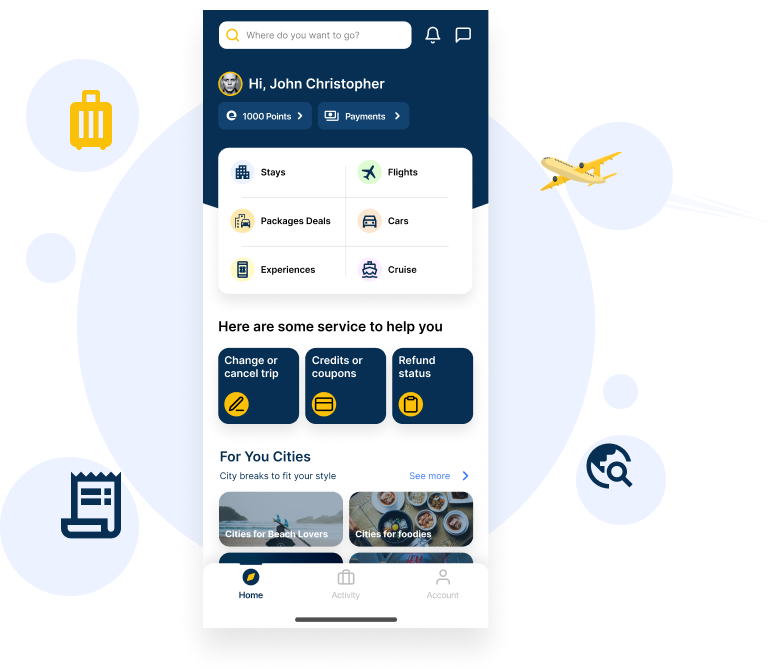 Where do you want to go?
Hi, John Christopher
1000 Points
Payments
Stays
Flights
Packages Deals
Cars
Experiences
Cruise
Here are some service to help you
Change or
cancel trip
Credits or
coupons
Refund
status
For You Cities
City breaks to fit your style
See more
Cities for Beach Lovers
Cities for foodies
Home
Activity
Account